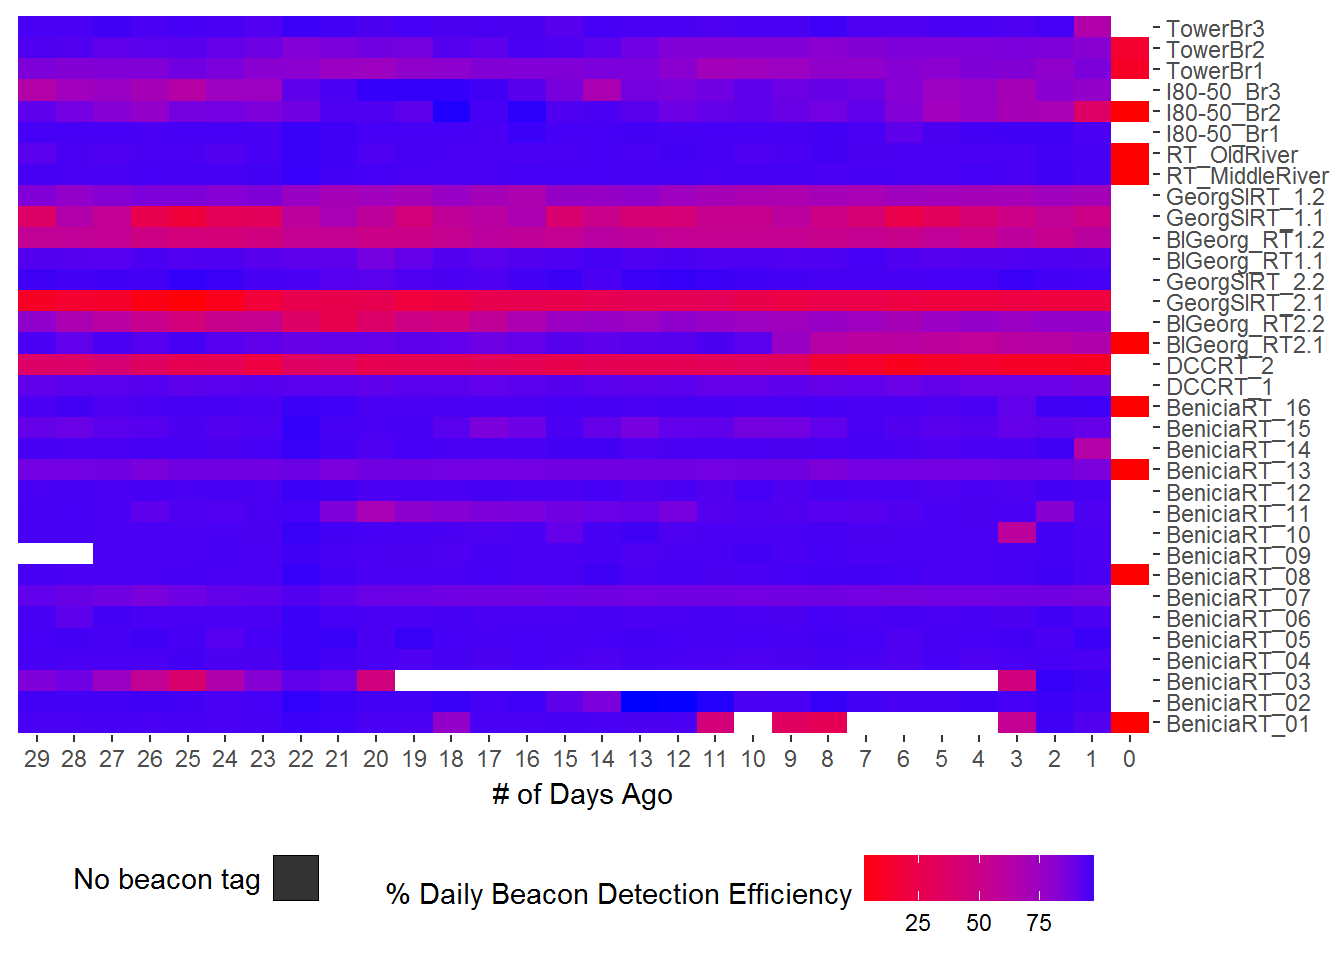 TowerBr3
TowerBr2
TowerBr1
I80-50_Br3
I80-50_Br2
I80-50_Br1
RT_OldRiver
RT_MiddleRiver
GeorgSlRT_1.2
GeorgSlRT_1.1
BlGeorg_RT1.2
BlGeorg_RT1.1
GeorgSlRT_2.2
GeorgSlRT_2.1
BlGeorg_RT2.2
BlGeorg_RT2.1
DCCRT_2
DCCRT_1
BeniciaRT_16
BeniciaRT_15
BeniciaRT_14
BeniciaRT_13
BeniciaRT_12
BeniciaRT_11
BeniciaRT_10
BeniciaRT_09
BeniciaRT_08
BeniciaRT_07
BeniciaRT_06
BeniciaRT_05
BeniciaRT_04
BeniciaRT_03
BeniciaRT_02
BeniciaRT_01
29 28 27 26 25 24 23 22 21 20 19 18 17 16 15 14 13 12 11 10 9 8 7 6 5 4 3 2 1 0
# of Days Ago
No beacon tag
% Daily Beacon Detection Efficiency
25 50 75